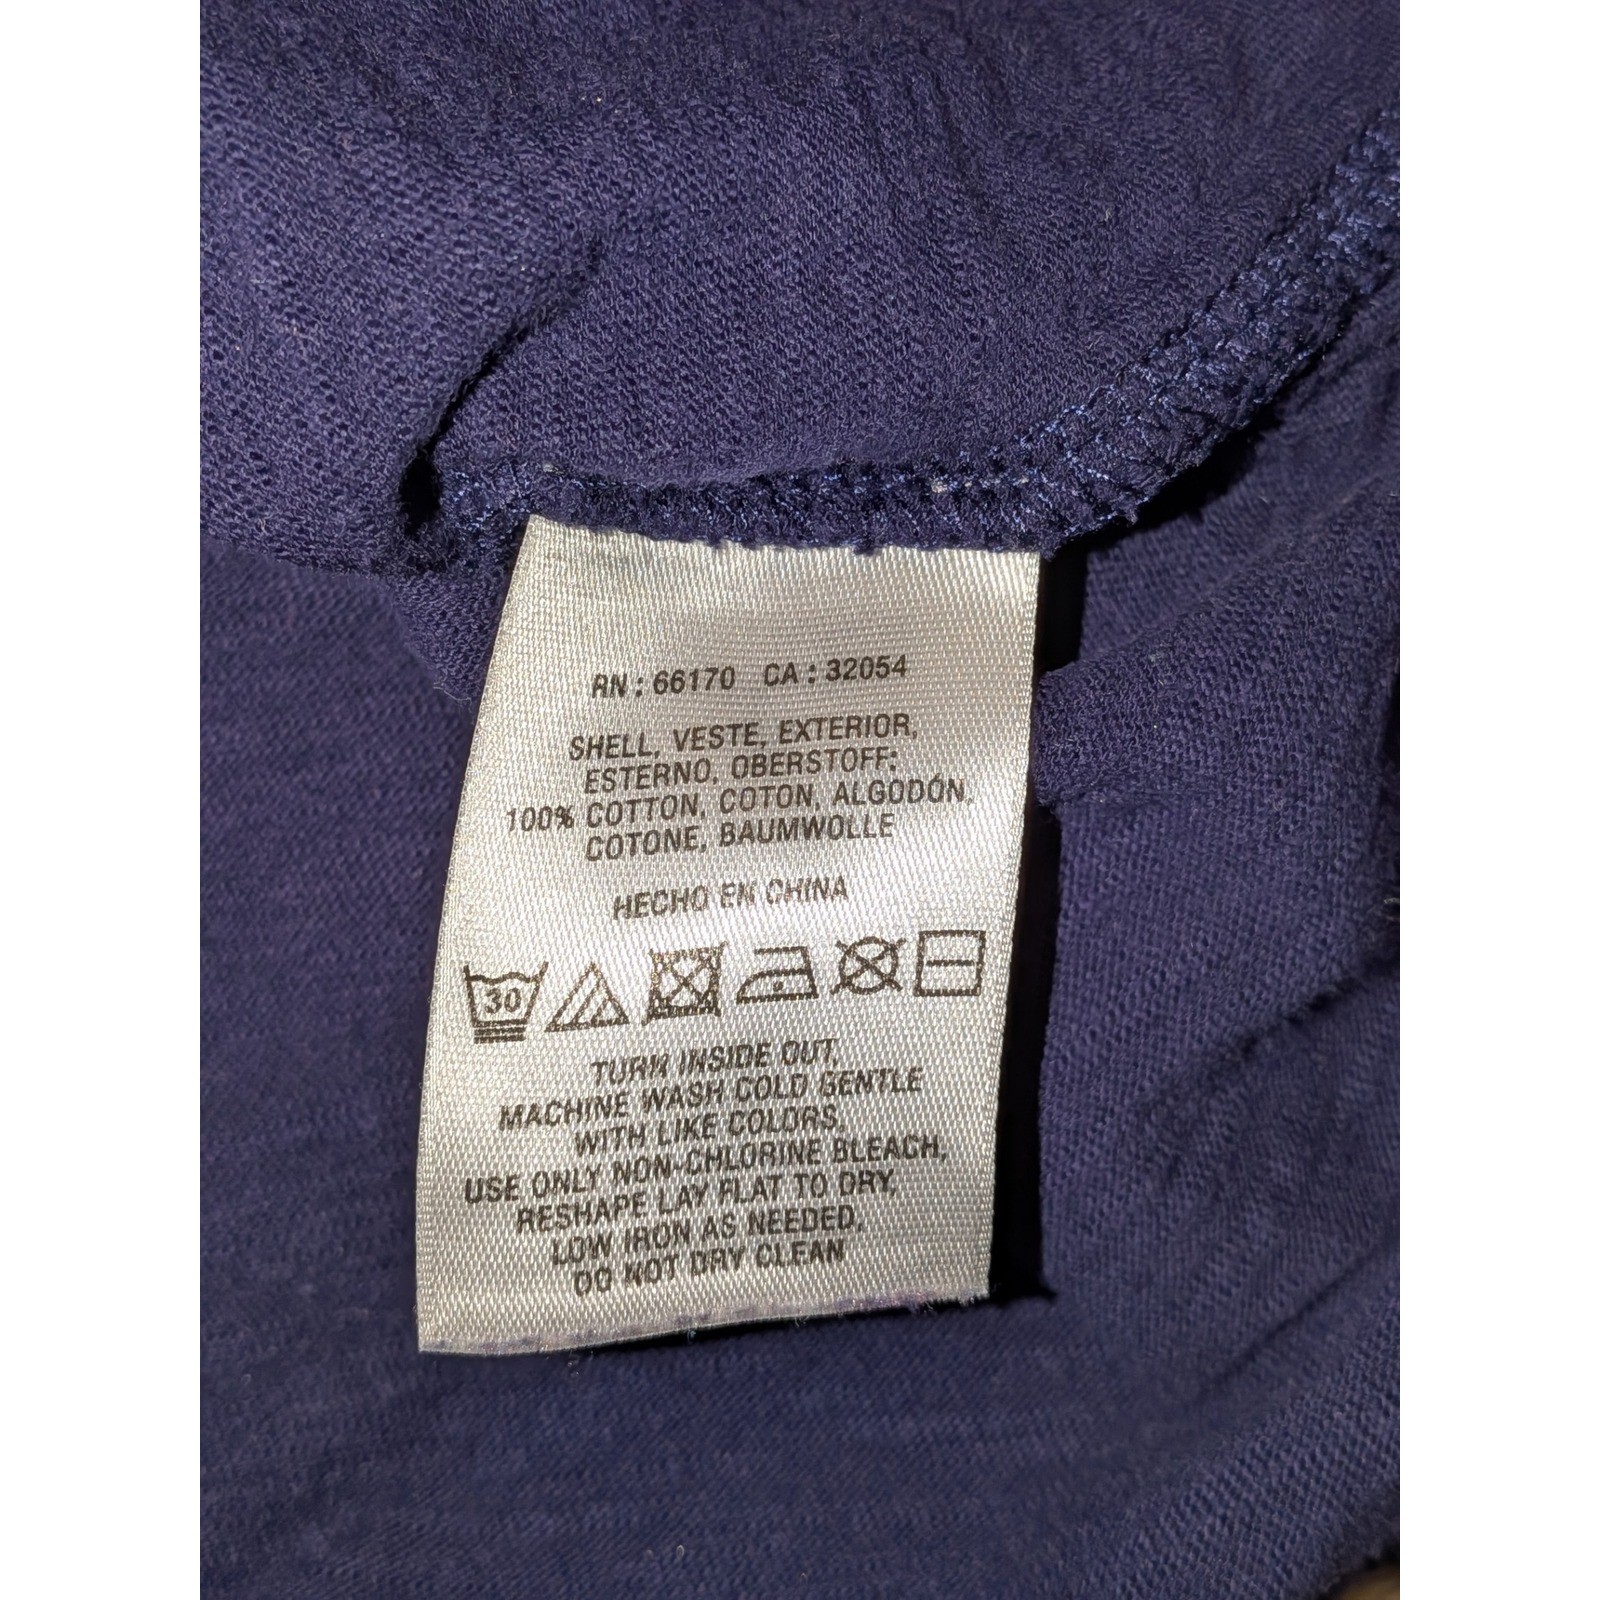 RN : 66170 CA : 32054
SHELL, VESTE, EXTERIOR,
ESTERNO, OBERSTOFF:
100% COTTON, COTON, ALGODÓN,
COTONE, BAUMWOLLE
HECHO EN CHINA
30
TURN INSIDE OUT,
MACHINE WASH COLD GENTLE
WITH LIKE COLORS,
USE ONLY NON-CHLORINE BLEACH,
RESHAPE LAY FLAT TO DRY,
LOW IRON AS NEEDED,
DO NOT DRY CLEAN